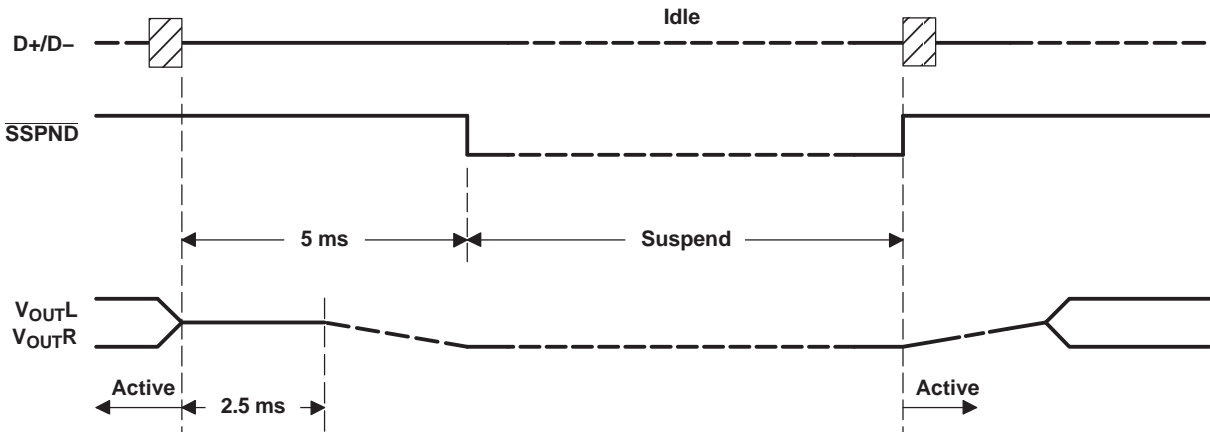 Idle
D+/D–
SSPND
5 ms
Suspend
VOUTL
VOUTR
Active
2.5 ms
Active